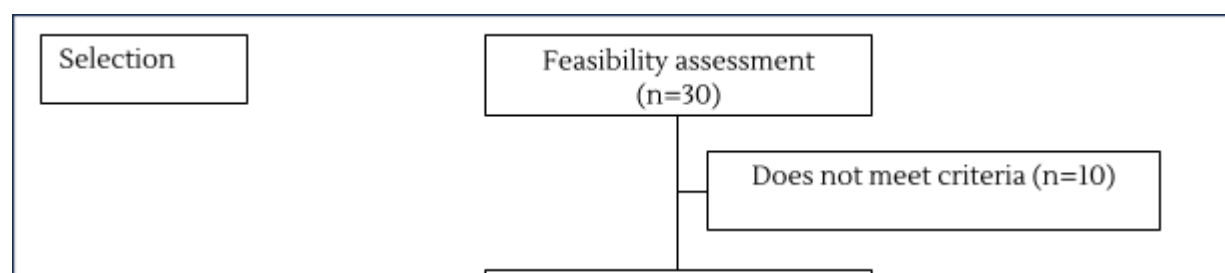 Selection
Feasibility assessment
(n=30)
Does not meet criteria (n=10)